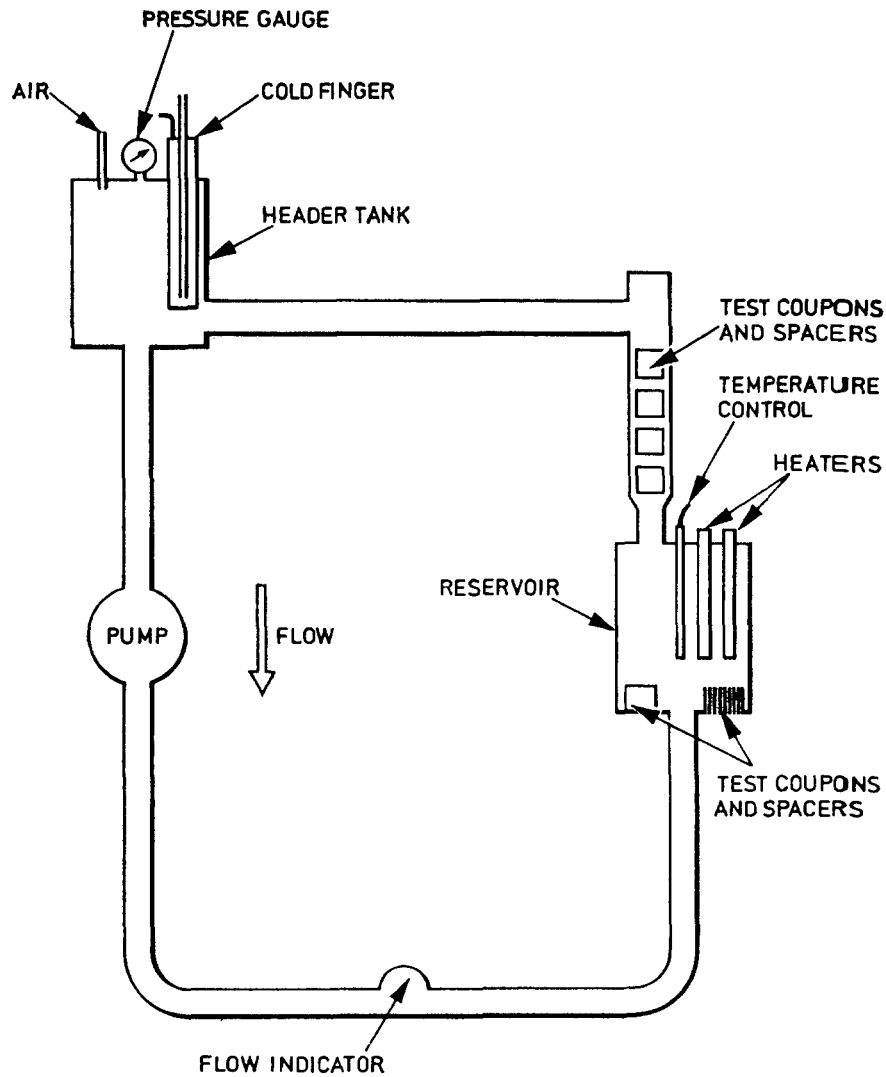 PRESSURE GAUGE
AIR
COLD FINGER
HEADER TANK
TEST COUPONS
AND SPACERS
TEMPERATURE
CONTROL
HEATERS
RESERVOIR
PUMP
FLOW
TEST COUPONS
AND SPACERS
FLOW INDICATOR